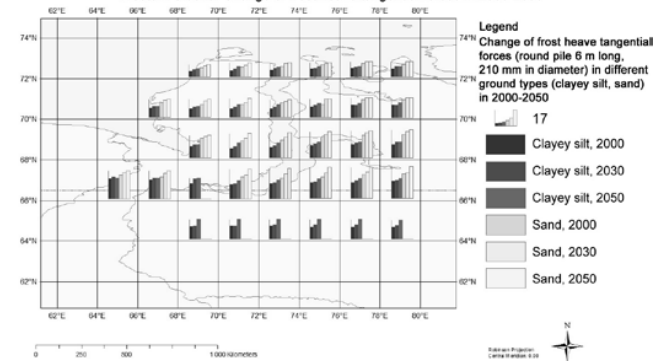 62°E 64°E 66°E 68°E 70°E 72°E 74°E 76°E 78°E 80°E
74°N 74°N
72°N 72°N
70°N 70°N
68°N 68°N
66°N 66°N
64°N 64°N
62°N 62°N
62°E 64°E 66°E 68°E 70°E 72°E 74°E 76°E 78°E 80°E
0 250 500 1000 Kilometers
Legend
Change of frost heave tangential
forces (round pile 6 m long,
210 mm in diameter) in different
ground types (clayey silt, sand)
in 2000-2050
17
Clayey silt, 2000
Clayey silt, 2030
Clayey silt, 2050
Sand, 2000
Sand, 2030
Sand, 2050
N